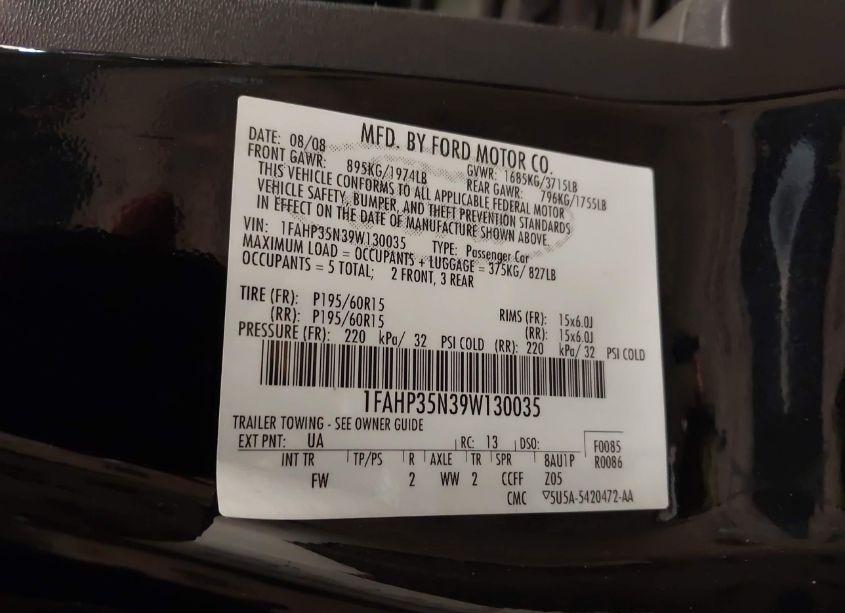 MFD. BY FORD MOTOR CO.
DATE: 08/08 GVWR: 1685KG/3715LB
FRONT GAWR: 895KG/1974LB REAR GAWR: 796KG/1755LB
THIS VEHICLE CONFORMS TO ALL APPLICABLE FEDERAL MOTOR
VEHICLE SAFETY, BUMPER, AND THEFT PREVENTION STANDARDS
IN EFFECT ON THE DATE OF MANUFACTURE SHOWN ABOVE.
VIN: 1FAHP35N39W130035 TYPE: Passenger Car
MAXIMUM LOAD = OCCUPANTS + LUGGAGE = 375KG/ 827LB
OCCUPANTS = 5 TOTAL; 2 FRONT, 3 REAR
TIRE (FR): P195/60R15 RIMS (FR): 15x6.0J
(RR): P195/60R15 (RR): 15x6.0J
PRESSURE (FR): 220 kPa/ 32 PSI COLD (RR): 220 kPa/ 32 PSI COLD
1FAHP35N39W130035
TRAILER TOWING - SEE OWNER GUIDE
EXT PNT: UA RC: 13 DSO: F0085
INT TR TP/PS R AXLE TR SPR 8AU1P R0086
FW 2 WW 2 CCFF Z05
CMC ▽5U5A-5420472-AA